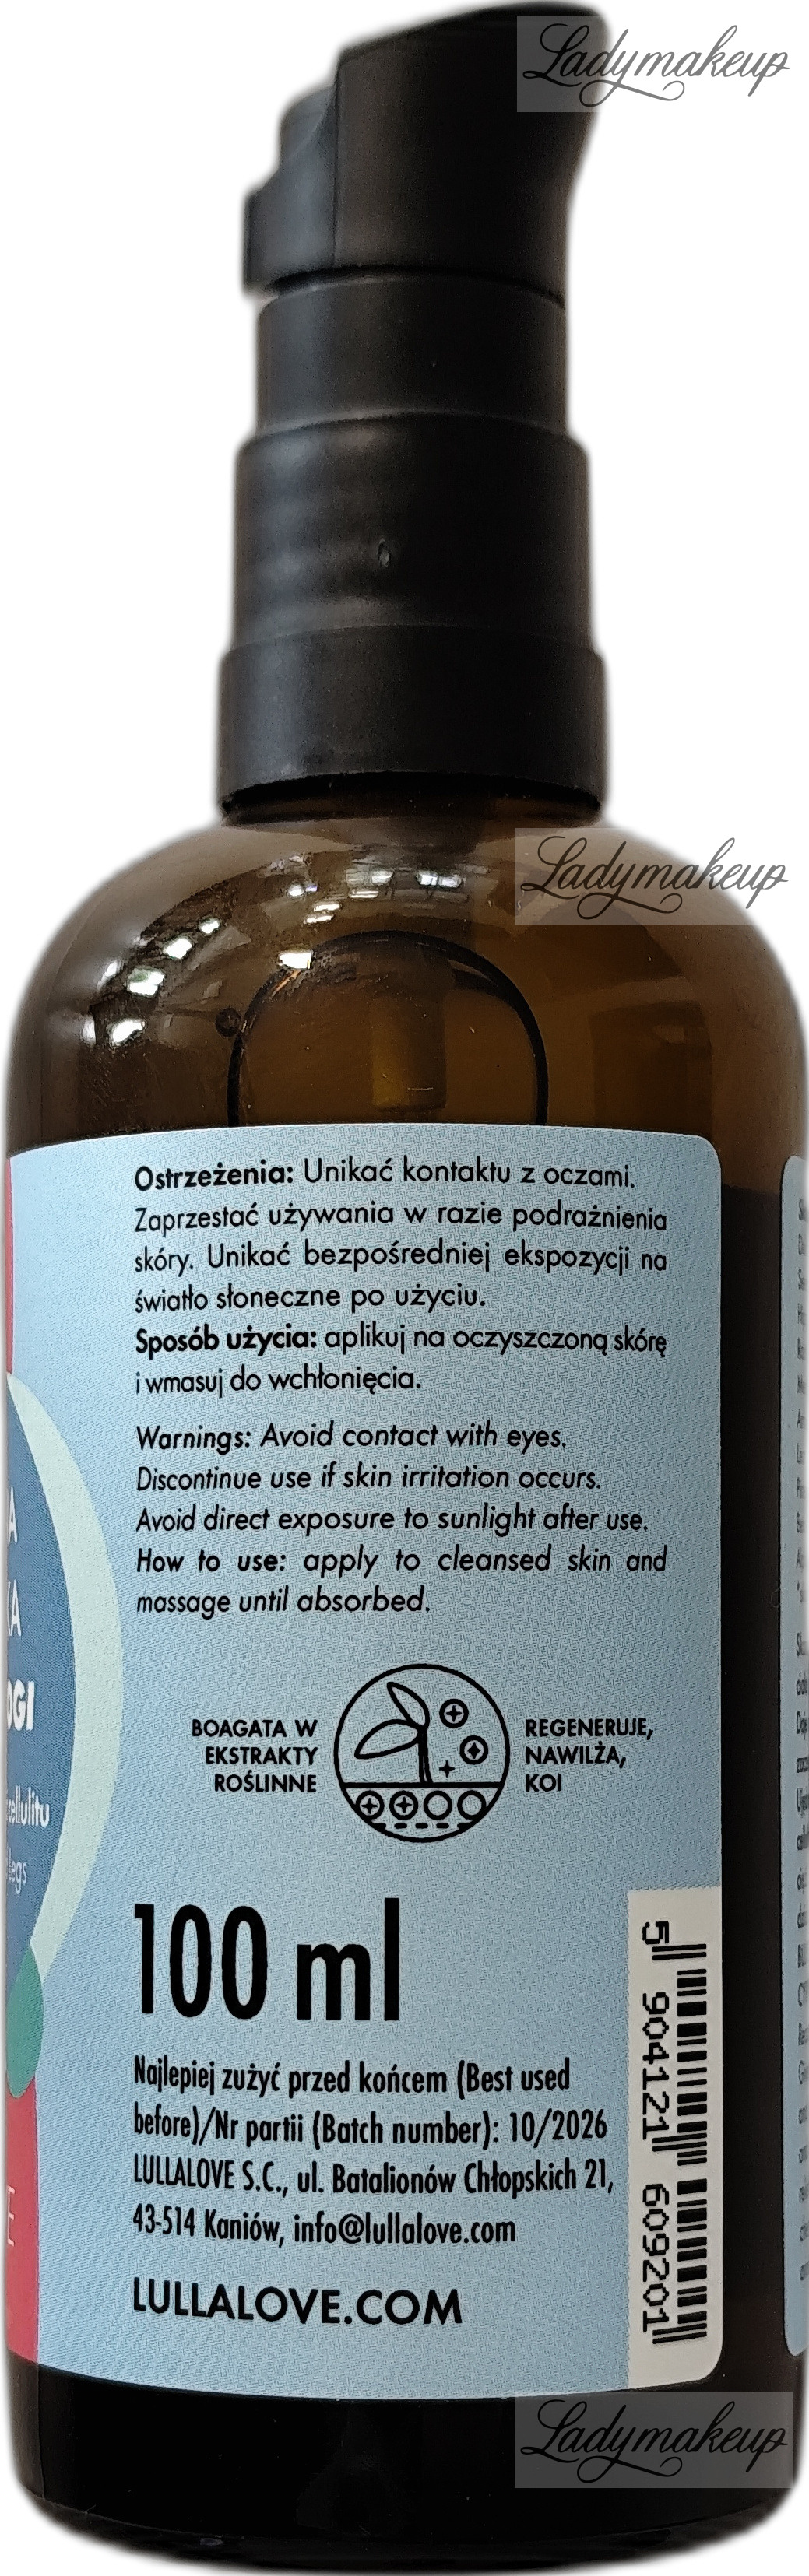 Ladymakeup
Ladymakeup
Ostrzeżenia: Unikać kontaktu z oczami.
Zaprzestać używania w razie podrażnienia
skóry. Unikać bezpośredniej ekspozycji na
światło słoneczne po użyciu.
Sposób użycia: aplikuj na oczyszczoną skórę
i wmasuj do wchłonięcia.
Warnings: Avoid contact with eyes.
Discontinue use if skin irritation occurs.
Avoid direct exposure to sunlight after use.
How to use: apply to cleansed skin and
massage until absorbed.
cellulitu
legs
BOAGATA W
EKSTRAKTY
ROŚLINNE
REGENERUJE,
NAWILŻA,
KOI
100 ml
Najlepiej zużyć przed końcem (Best used
before)/Nr partii (Batch number): 10/2026
LULLALOVE S.C., ul. Batalionów Chłopskich 21,
43-514 Kaniów, info@lullalove.com
LULLALOVE.COM
5 904121 609201
Ladymakeup